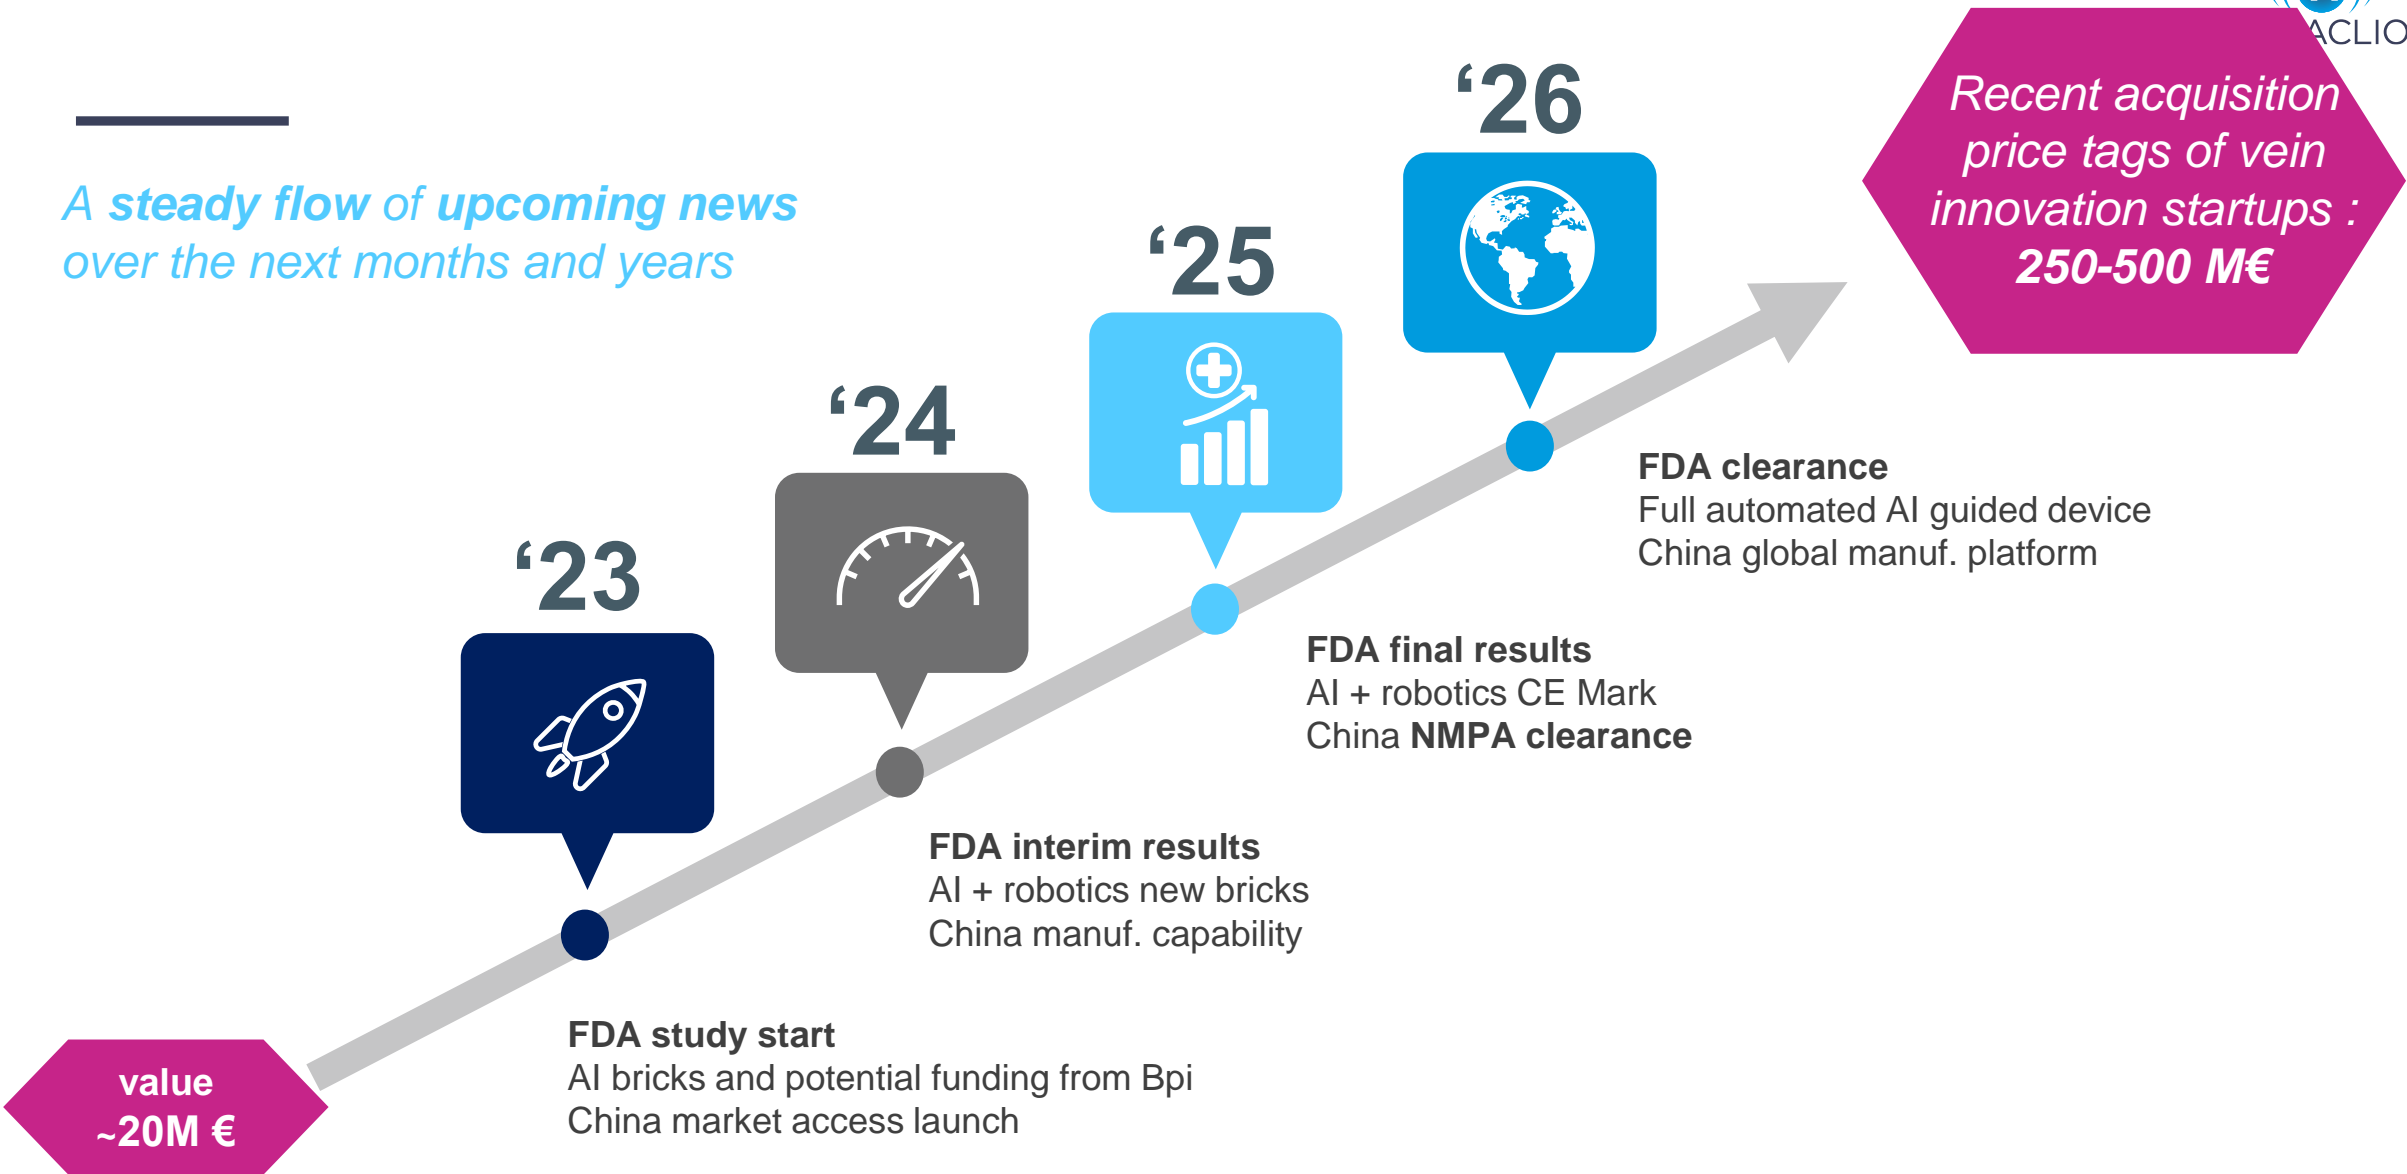 ACLIO
A steady flow of upcoming news
over the next months and years
‘23
‘24
‘25
‘26
Recent acquisition
price tags of vein
innovation startups :
250-500 M€
FDA clearance
Full automated AI guided device
China global manuf. platform
FDA final results
AI + robotics CE Mark
China NMPA clearance
FDA interim results
AI + robotics new bricks
China manuf. capability
FDA study start
AI bricks and potential funding from Bpi
China market access launch
value
~20M €